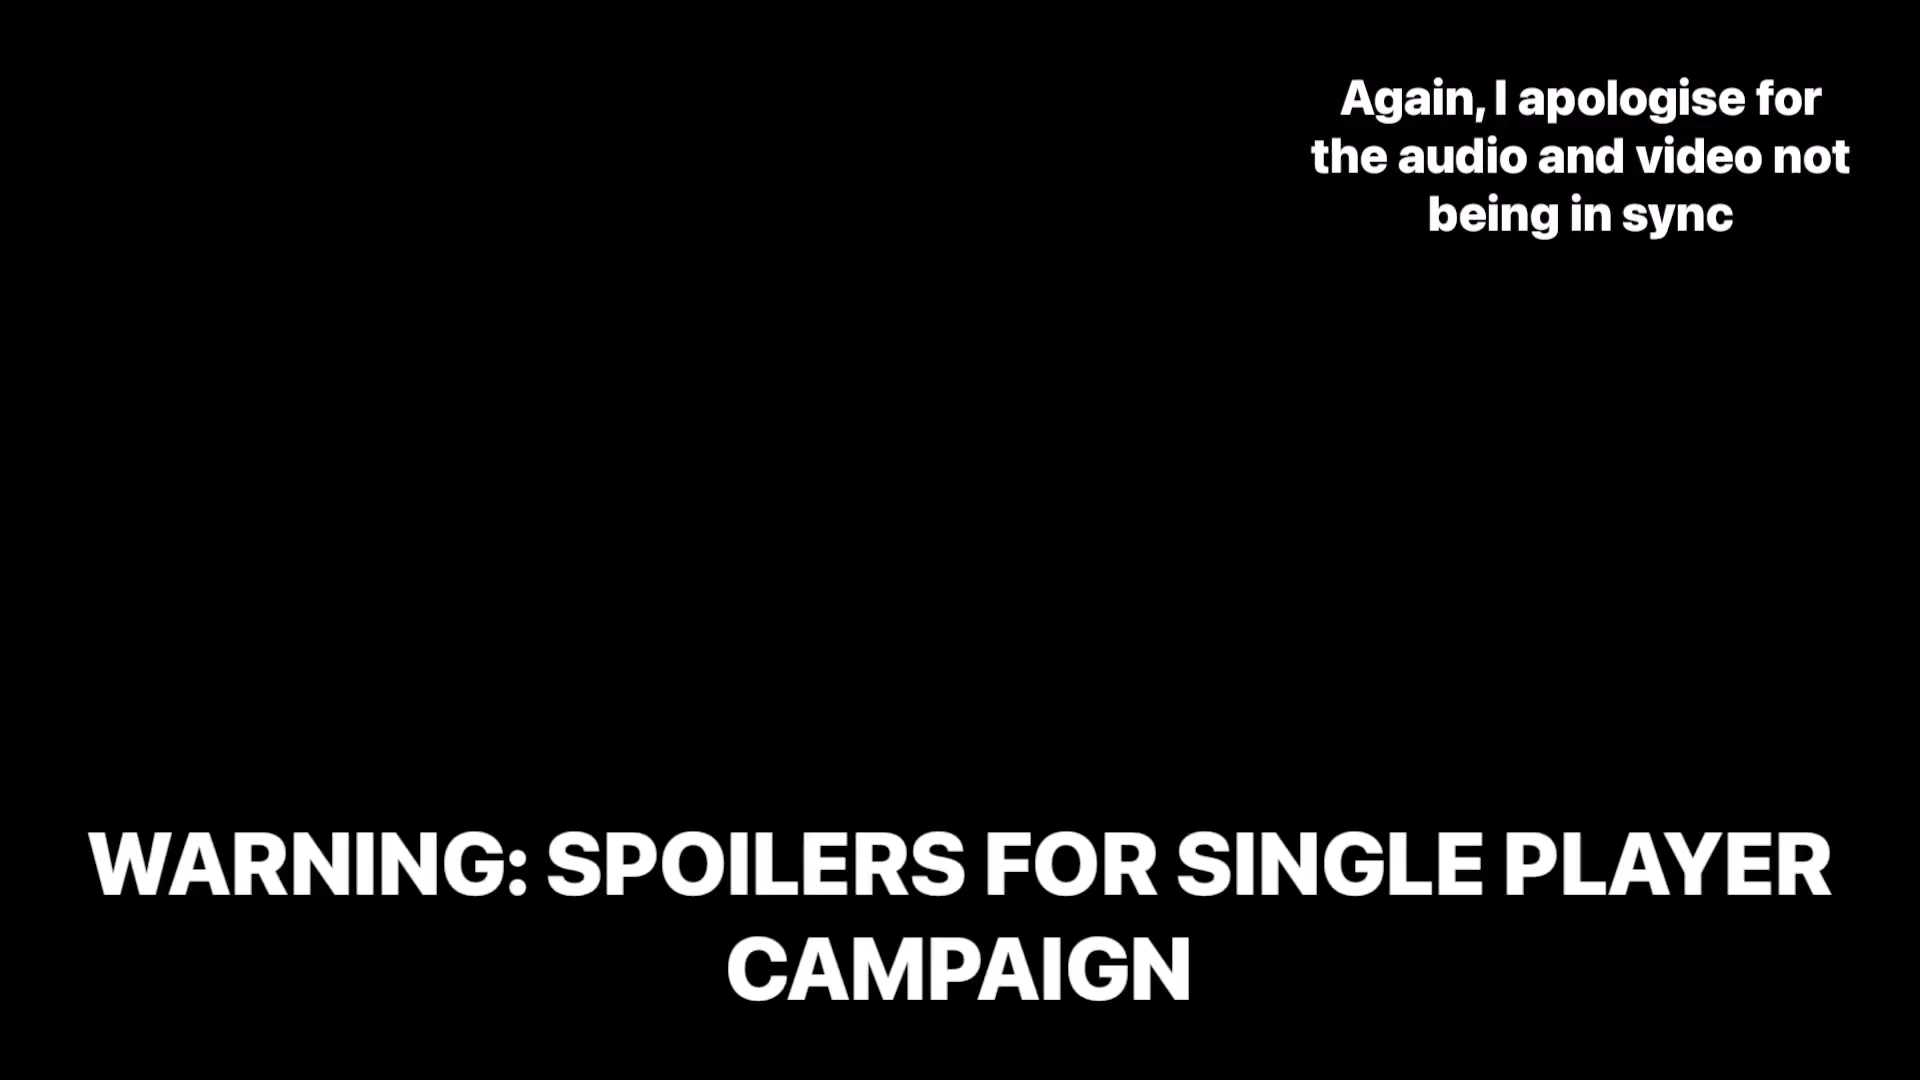 Again, I apologise for
the audio and video not
being in sync
WARNING: SPOILERS FOR SINGLE PLAYER
CAMPAIGN